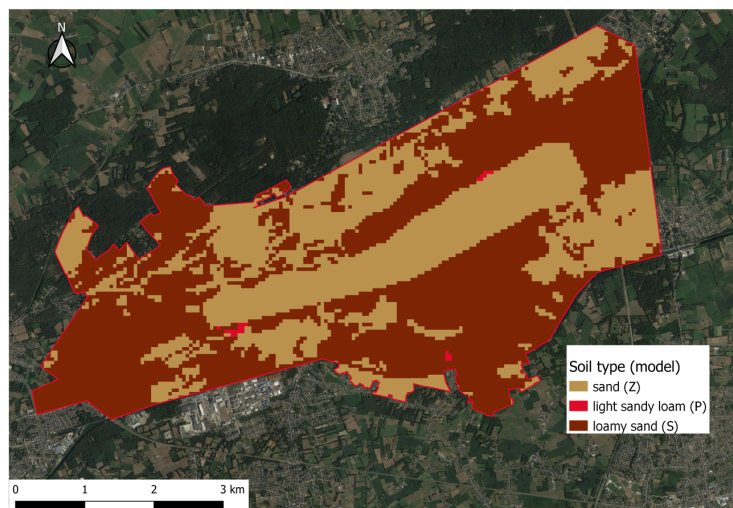 N
Soil type (model)
sand (Z)
light sandy loam (P)
loamy sand (S)
0 1 2 3 km